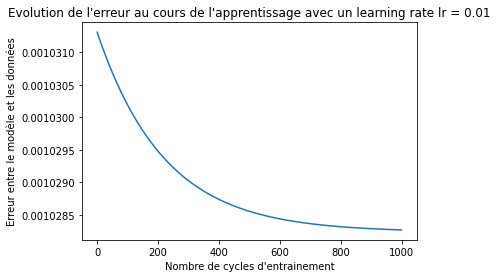 Evolution de l'erreur au cours de l'apprentissage avec un learning rate lr = 0.01
0.0010310
0.0010305
0.0010300
0.0010295
0.0010290
0.0010285
Erreur entre le modèle et les données
0 200 400 600 800 1000
Nombre de cycles d'entrainement